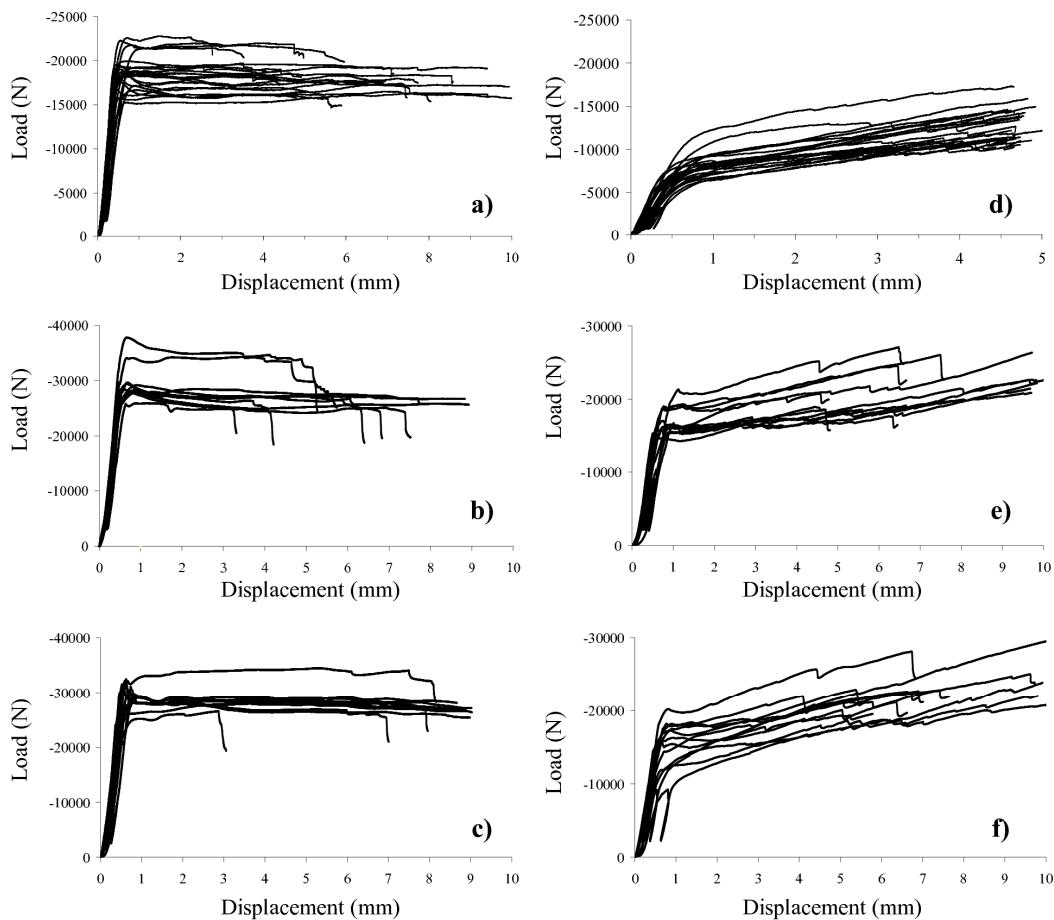 -25000
-20000
-15000
-10000
-5000
0
Load (N)
0 2 4 6 8 10
Displacement (mm)
a)
-25000
-20000
-15000
-10000
-5000
0
Load (N)
0 1 2 3 4 5
Displacement (mm)
d)
-40000
-30000
-20000
-10000
0
Load (N)
0 1 2 3 4 5 6 7 8 9 10
Displacement (mm)
b)
-30000
-20000
-10000
0
Load (N)
0 1 2 3 4 5 6 7 8 9 10
Displacement (mm)
e)
-40000
-30000
-20000
-10000
0
Load (N)
0 1 2 3 4 5 6 7 8 9 10
Displacement (mm)
c)
-30000
-20000
-10000
0
Load (N)
0 1 2 3 4 5 6 7 8 9 10
Displacement (mm)
f)